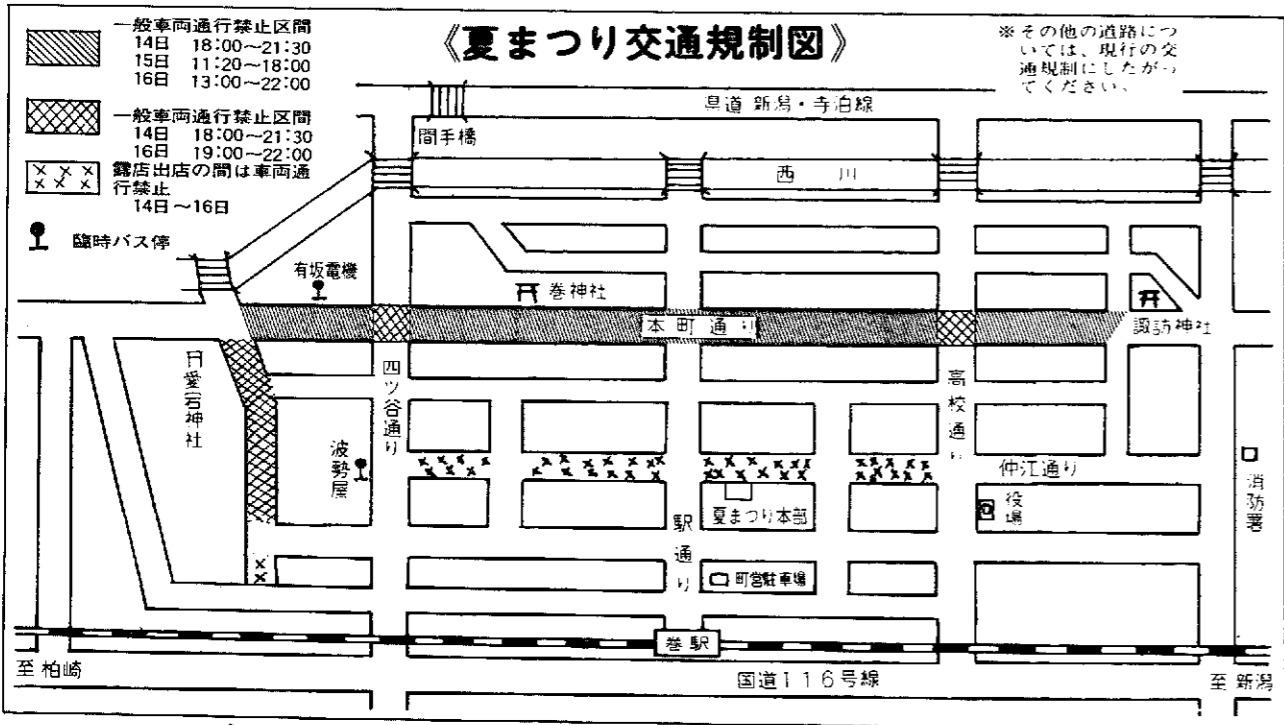 《夏まつり交通規制図》
一般車両通行禁止区間
14日 18:00～21:30
15日 11:20～18:00
16日 13:00～22:00
一般車両通行禁止区間
14日 18:00～21:30
16日 19:00～22:00
露店出店の間は車両通
行禁止
14日～16日
臨時バス停
※その他の道路につ
いては、現行の交
通規制にしたがっ
てください。
県道 新潟・寺泊線
間手橋
西川
有坂電機
巻神社
本町通り
諏訪神社
愛宕神社
四ツ谷通り
高校通り
波勢屋
仲江通り
役場
消防署
夏まつり本部
駅通り
町営駐車場
巻駅
至 柏崎
国道116号線
至 新潟